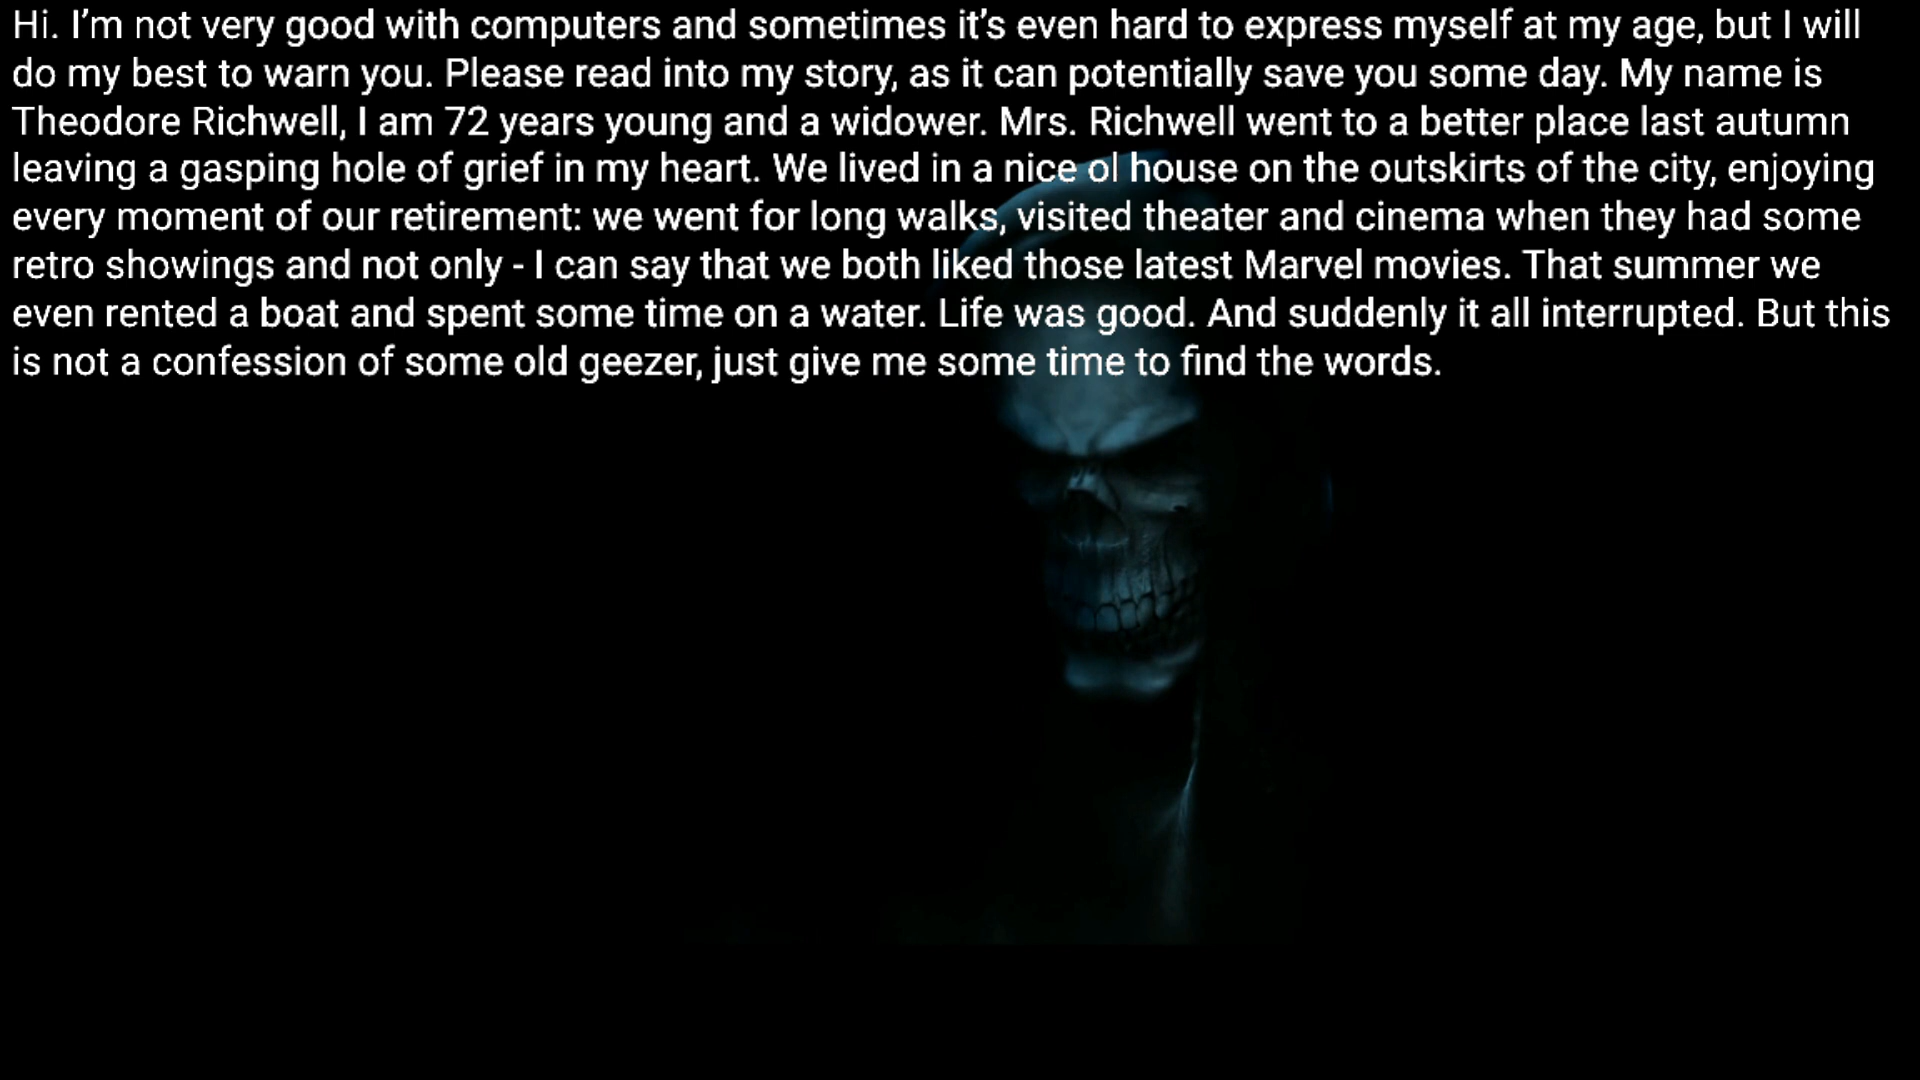 Hi. I’m not very good with computers and sometimes it’s even hard to express myself at my age, but I will
do my best to warn you. Please read into my story, as it can potentially save you some day. My name is
Theodore Richwell, I am 72 years young and a widower. Mrs. Richwell went to a better place last autumn
leaving a gasping hole of grief in my heart. We lived in a nice ol house on the outskirts of the city, enjoying
every moment of our retirement: we went for long walks, visited theater and cinema when they had some
retro showings and not only - I can say that we both liked those latest Marvel movies. That summer we
even rented a boat and spent some time on a water. Life was good. And suddenly it all interrupted. But this
is not a confession of some old geezer, just give me some time to find the words.